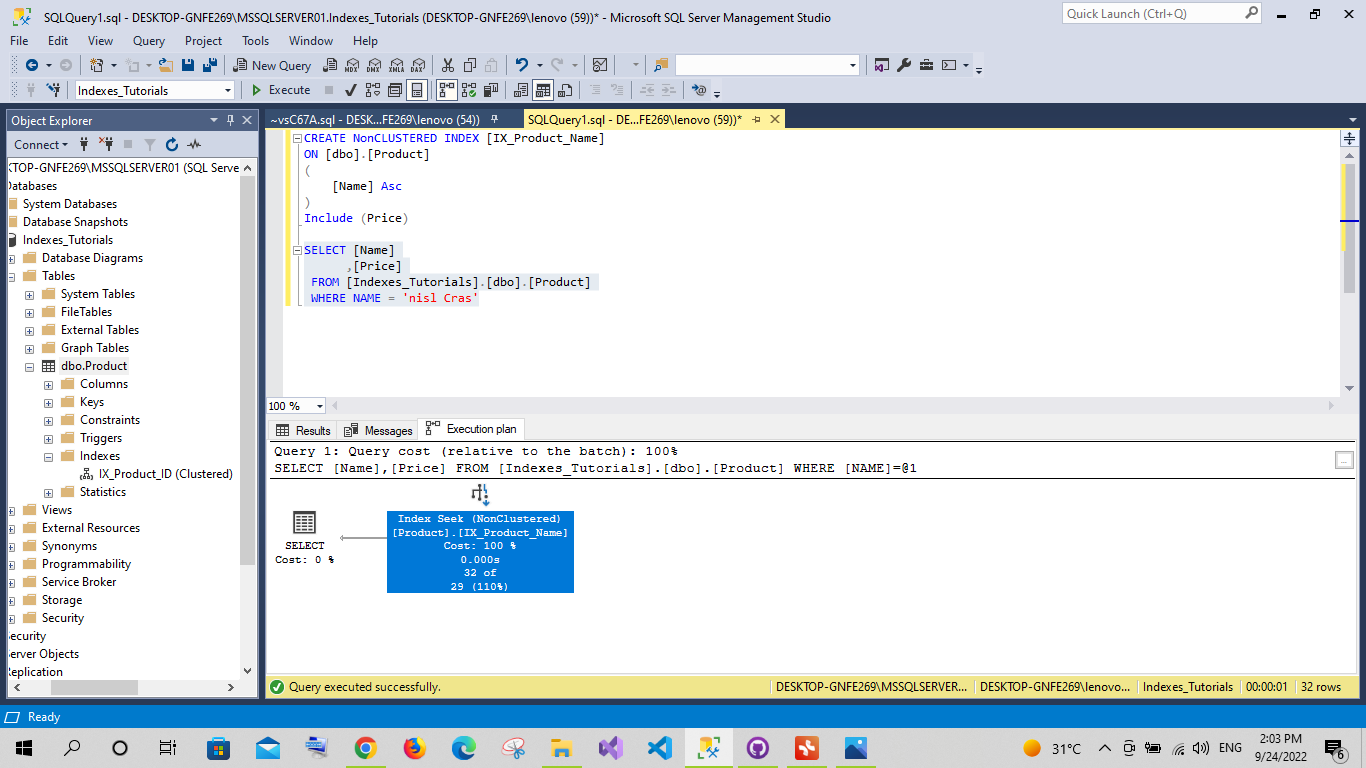 SQLQuery1.sql - DESKTOP-GNFE269\MSSQLSERVER01.Indexes_Tutorials (DESKTOP-GNFE269\lenovo (59))* - Microsoft SQL Server Management Studio
Quick Launch (Ctrl+Q)
File Edit View Query Project Tools Window Help
New Query MDX DMX XMLA DAX
Indexes_Tutorials Execute
Object Explorer
Connect
KTOP-GNFE269\MSSQLSERVER01 (SQL Serve
Databases
System Databases
Database Snapshots
Indexes_Tutorials
Database Diagrams
Tables
System Tables
FileTables
External Tables
Graph Tables
dbo.Product
Columns
Keys
Constraints
Triggers
Indexes
IX_Product_ID (Clustered)
Statistics
Views
External Resources
Synonyms
Programmability
Service Broker
Storage
Security
Security
Server Objects
Replication
~vsC67A.sql - DESK...FE269\lenovo (54))
SQLQuery1.sql - DE...FE269\lenovo (59))*
CREATE NonCLUSTERED INDEX [IX_Product_Name]
ON [dbo].[Product]
(
[Name] Asc
)
Include (Price)
SELECT [Name]
,[Price]
FROM [Indexes_Tutorials].[dbo].[Product]
WHERE NAME = 'nisl Cras'
100 %
Results Messages Execution plan
Query 1: Query cost (relative to the batch): 100%
SELECT [Name],[Price] FROM [Indexes_Tutorials].[dbo].[Product] WHERE [NAME]=@1
...
SELECT
Cost: 0 %
Index Seek (NonClustered)
[Product].[IX_Product_Name]
Cost: 100 %
0.000s
32 of
29 (110%)
Query executed successfully.
DESKTOP-GNFE269\MSSQLSERVER... DESKTOP-GNFE269\lenovo... Indexes_Tutorials 00:00:01 32 rows
Ready
31°C
ENG
2:03 PM
9/24/2022
6